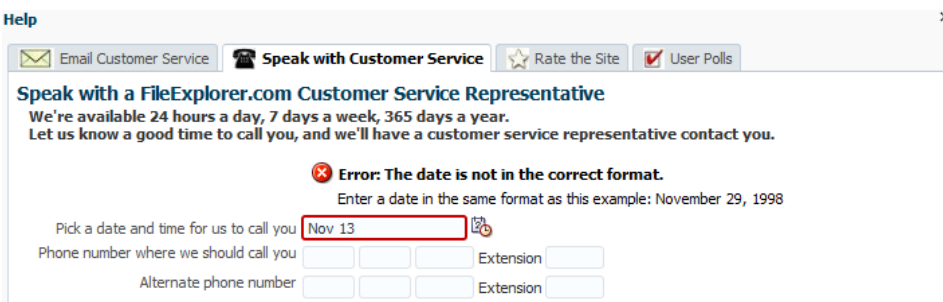 Help
Email Customer Service Speak with Customer Service Rate the Site User Polls
Speak with a FileExplorer.com Customer Service Representative
We're available 24 hours a day, 7 days a week, 365 days a year.
Let us know a good time to call you, and we'll have a customer service representative contact you.
Error: The date is not in the correct format.
Enter a date in the same format as this example: November 29, 1998
Pick a date and time for us to call you Nov 13
Phone number where we should call you Extension
Alternate phone number Extension